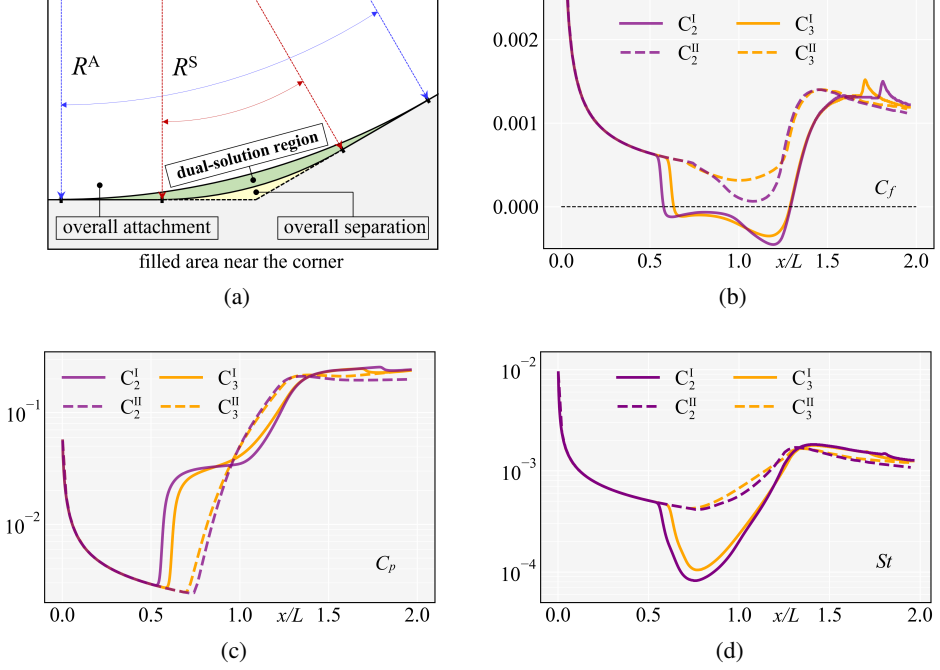 R^A
R^S
dual-solution region
overall attachment
overall separation
filled area near the corner
(a)
0.002
0.001
0.000
C_2^I
C_3^I
C_2^II
C_3^II
C_f
0.0 0.5 1.0 x/L 1.5 2.0
(b)
C_2^I
C_3^I
C_2^II
C_3^II
10^−1
10^−2
C_p
0.0 0.5 1.0 x/L 1.5 2.0
(c)
10^−2
C_2^I
C_3^I
C_2^II
C_3^II
10^−3
10^−4
St
0.0 0.5 1.0 x/L 1.5 2.0
(d)